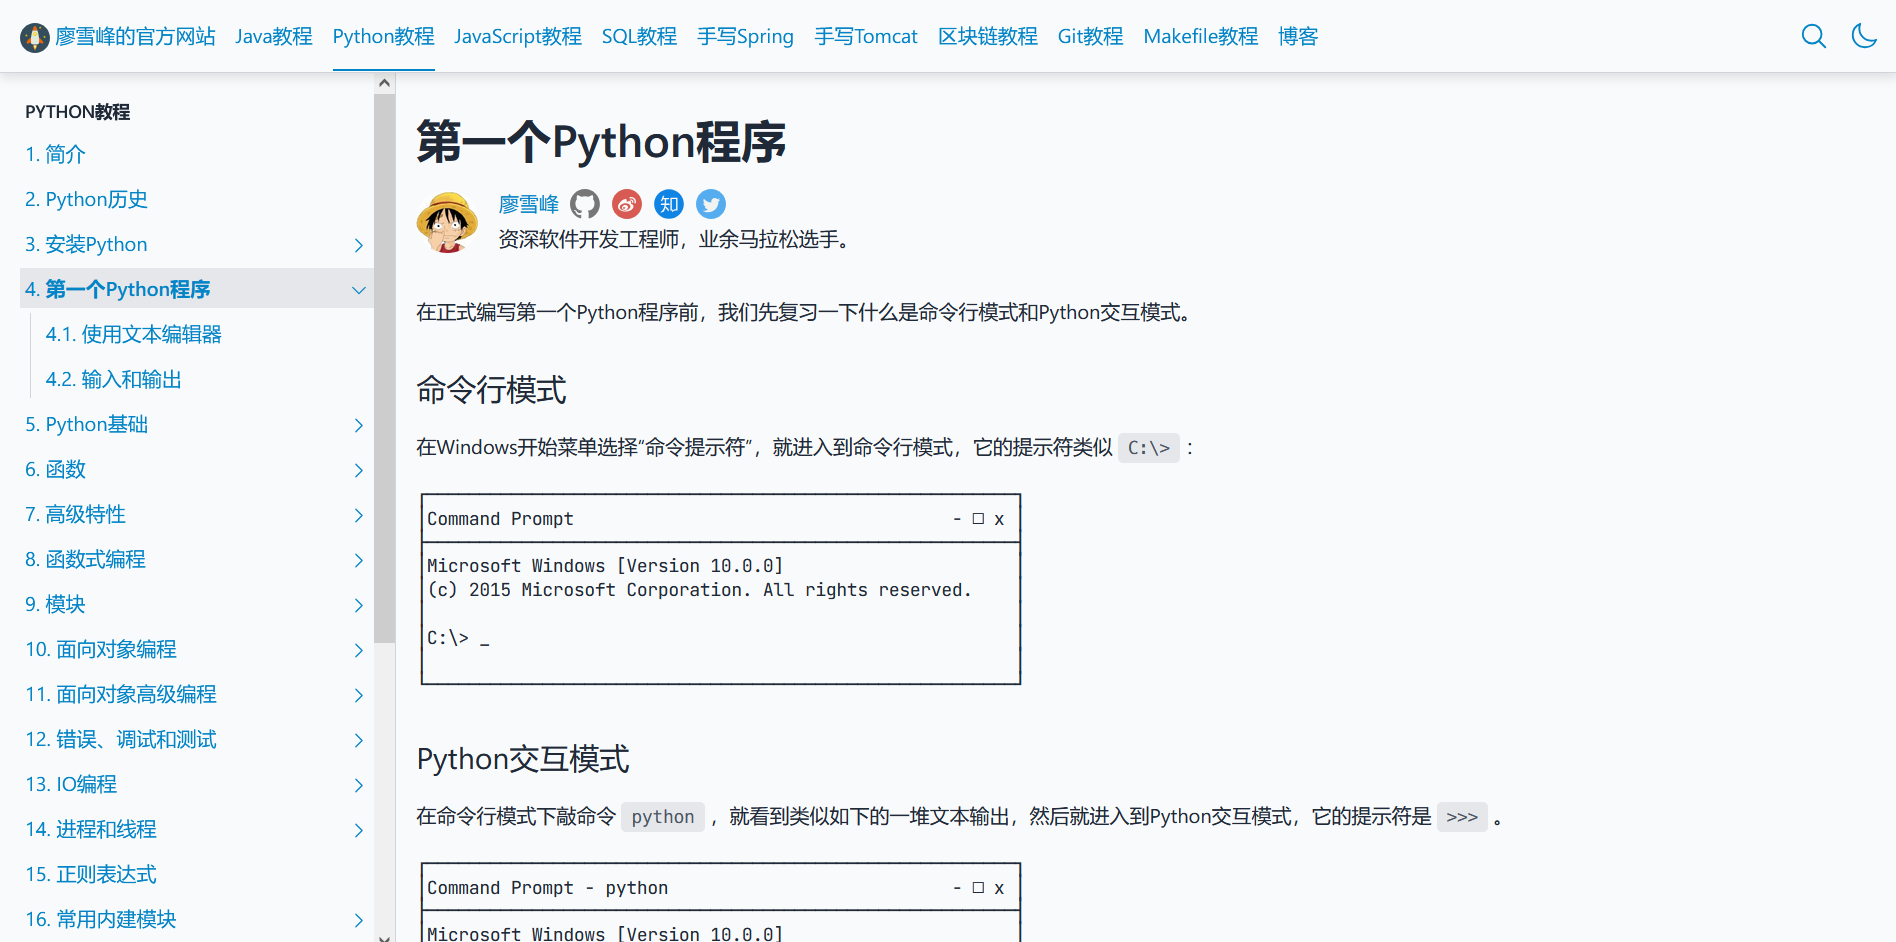 廖雪峰的官方网站 Java教程 Python教程 JavaScript教程 SQL教程 手写Spring 手写Tomcat 区块链教程 Git教程 Makefile教程 博客
PYTHON教程
1. 简介
2. Python历史
3. 安装Python
4. 第一个Python程序
4.1. 使用文本编辑器
4.2. 输入和输出
5. Python基础
6. 函数
7. 高级特性
8. 函数式编程
9. 模块
10. 面向对象编程
11. 面向对象高级编程
12. 错误、调试和测试
13. IO编程
14. 进程和线程
15. 正则表达式
16. 常用内建模块
第一个Python程序
廖雪峰 知
资深软件开发工程师，业余马拉松选手。
在正式编写第一个Python程序前，我们先复习一下什么是命令行模式和Python交互模式。
命令行模式
在Windows开始菜单选择“命令提示符”，就进入到命令行模式，它的提示符类似 C:\> ：
Command Prompt - □ x
Microsoft Windows [Version 10.0.0]
(c) 2015 Microsoft Corporation. All rights reserved.
C:\> _
Python交互模式
在命令行模式下敲命令 python ，就看到类似如下的一堆文本输出，然后就进入到Python交互模式，它的提示符是 >>> 。
Command Prompt - python - □ x
Microsoft Windows [Version 10.0.0]